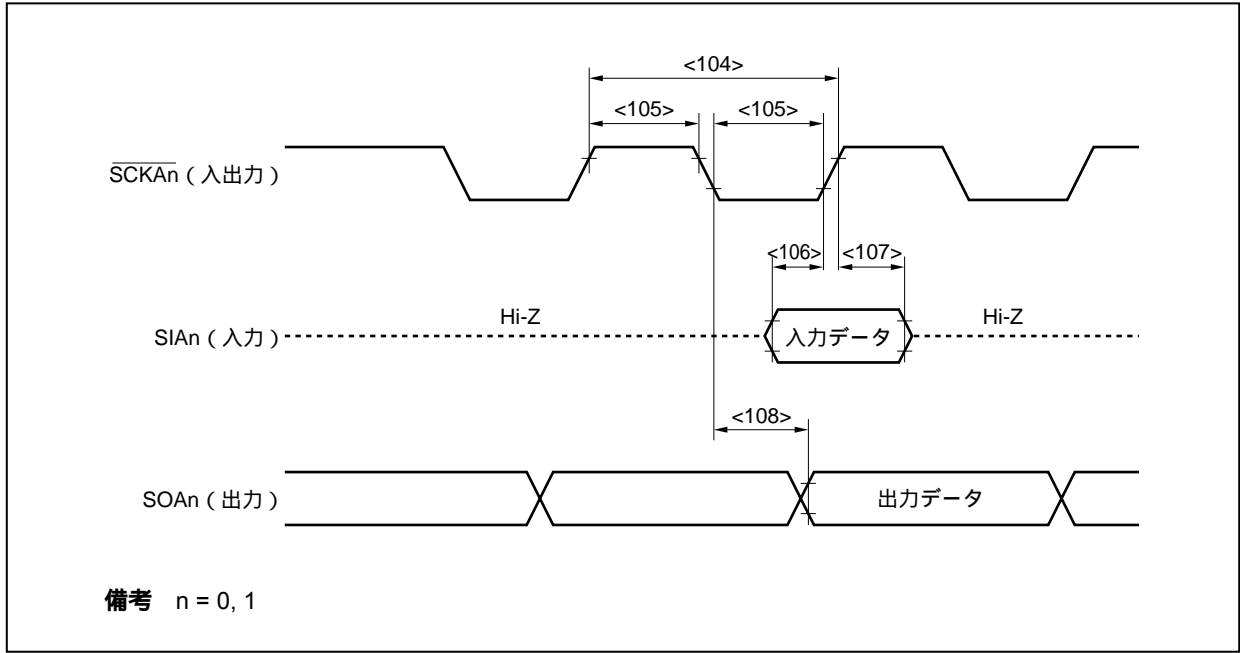 <104>
<105> <105>
SCKAn（入出力）
<106> <107>
Hi-Z Hi-Z
SIAn（入力） 入力データ
<108>
SOAn（出力） 出力データ
備考 n = 0, 1